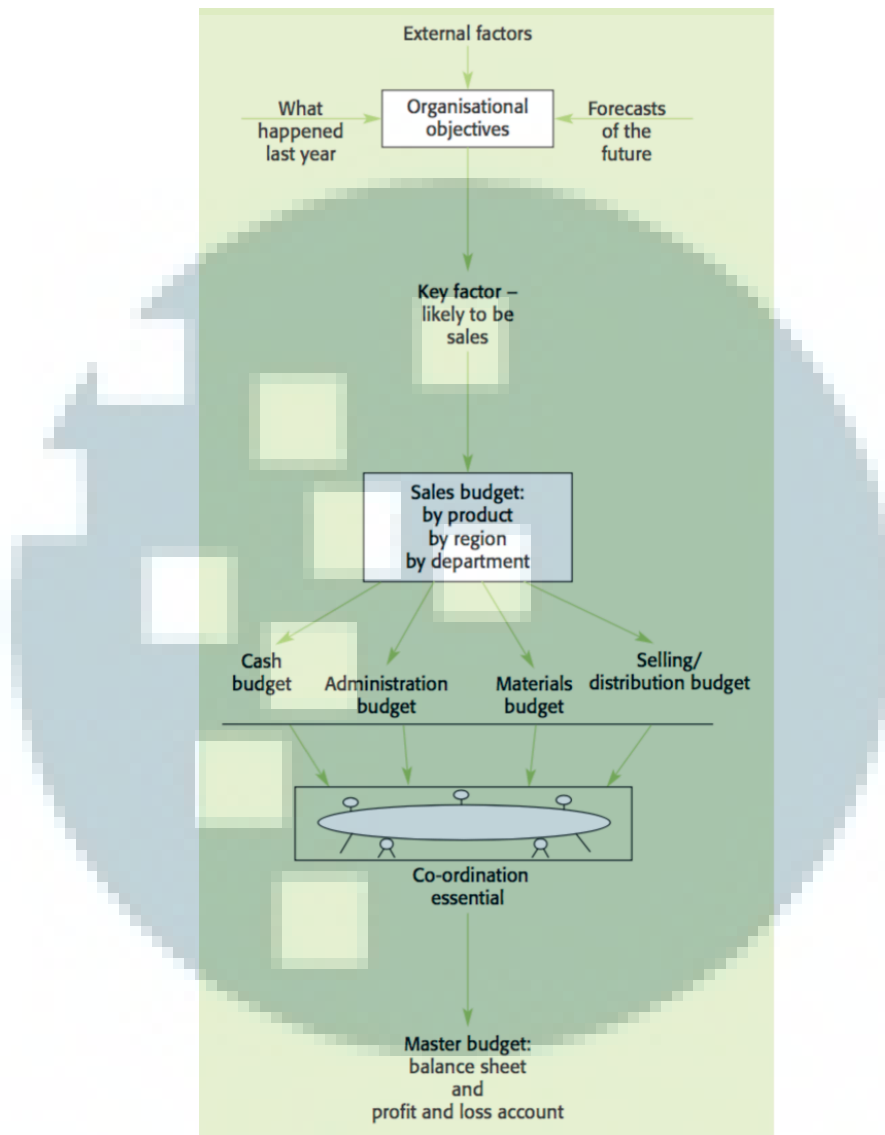 External factors
What
happened
last year
Organisational
objectives
Forecasts
of the
future
Key factor –
likely to be
sales
Sales budget:
by product
by region
by department
Cash
budget
Administration
budget
Materials
budget
Selling/
distribution budget
Co-ordination
essential
Master budget:
balance sheet
and
profit and loss account